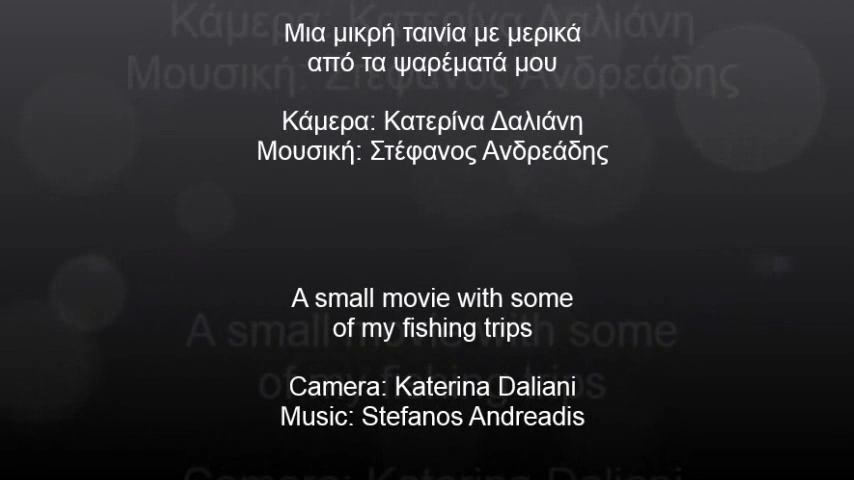 Μια μικρή ταινία με μερικά
από τα ψαρέματά μου
Κάμερα: Κατερίνα Δαλιάνη
Μουσική: Στέφανος Ανδρεάδης
A small movie with some
of my fishing trips
Camera: Katerina Daliani
Music: Stefanos Andreadis